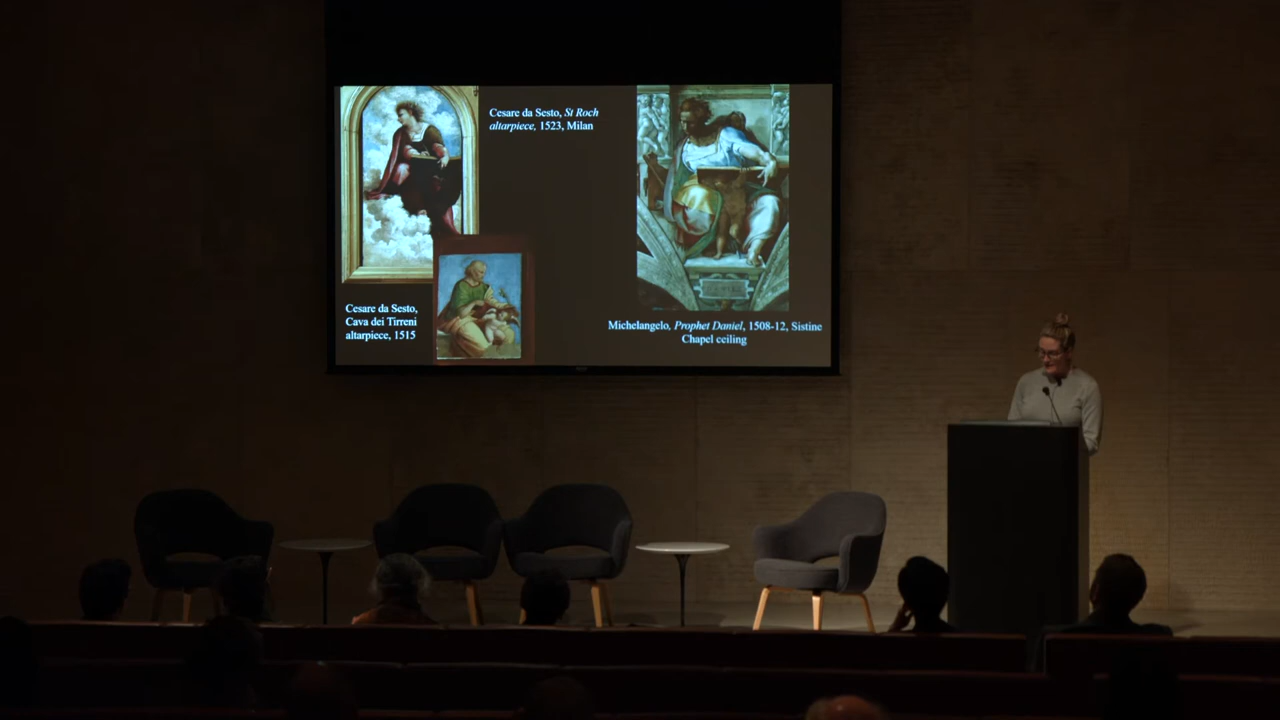 Cesare da Sesto, St Roch
altarpiece, 1523, Milan
Cesare da Sesto,
Cava dei Tirreni
altarpiece, 1515
Michelangelo, Prophet Daniel, 1508-12, Sistine
Chapel ceiling